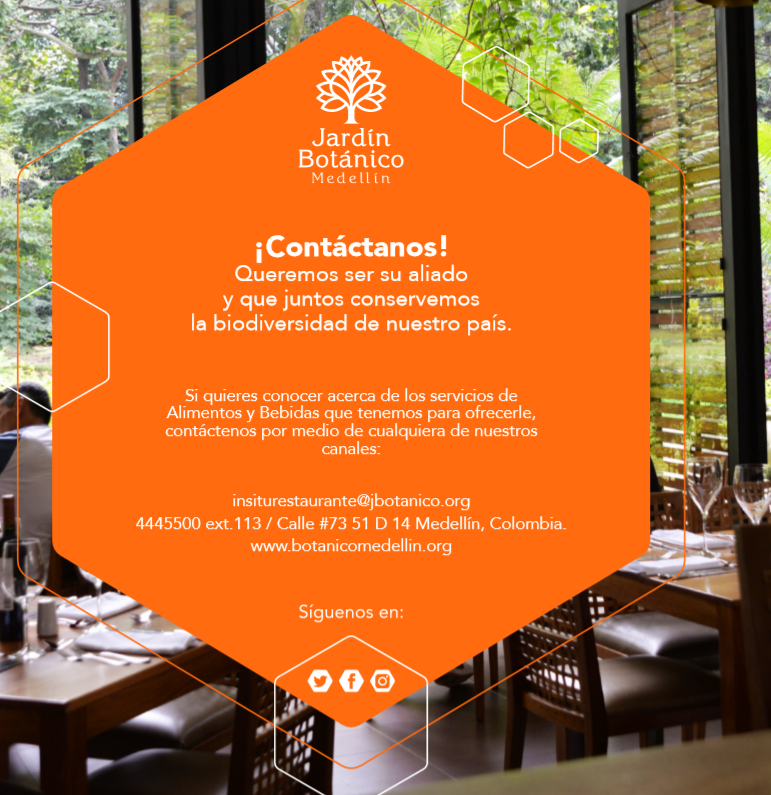 Jardín
Botánico
Medellín
¡Contáctanos!
Queremos ser su aliado
y que juntos conservemos
la biodiversidad de nuestro país.
Si quieres conocer acerca de los servicios de
Alimentos y Bebidas que tenemos para ofrecerle,
contáctenos por medio de cualquiera de nuestros
canales:
insiturestaurante@jbotanico.org
4445500 ext.113 / Calle #73 51 D 14 Medellín, Colombia.
www.botanicomedellin.org
Síguenos en: